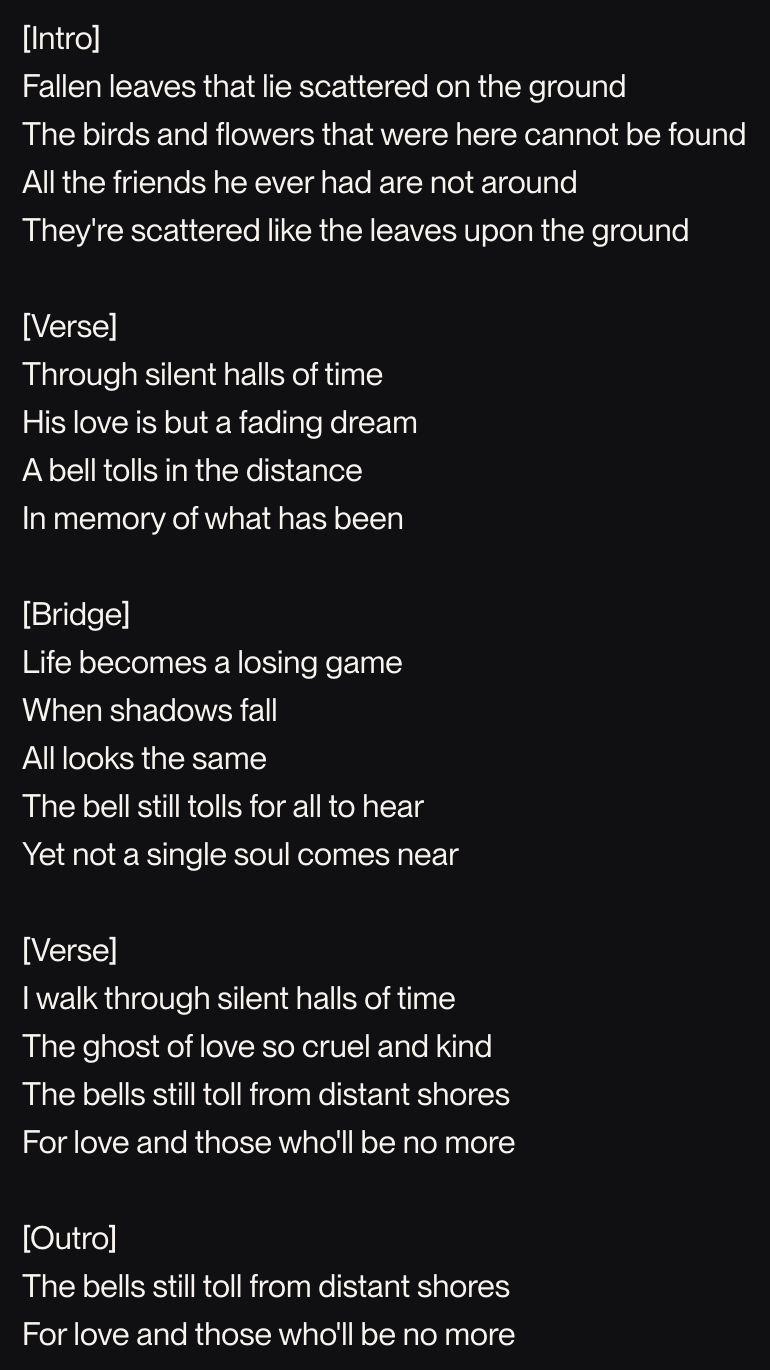 [Intro]
Fallen leaves that lie scattered on the ground
The birds and flowers that were here cannot be found
All the friends he ever had are not around
They're scattered like the leaves upon the ground

[Verse]
Through silent halls of time
His love is but a fading dream
A bell tolls in the distance
In memory of what has been

[Bridge]
Life becomes a losing game
When shadows fall
All looks the same
The bell still tolls for all to hear
Yet not a single soul comes near

[Verse]
I walk through silent halls of time
The ghost of love so cruel and kind
The bells still toll from distant shores
For love and those who'll be no more

[Outro]
The bells still toll from distant shores
For love and those who'll be no more